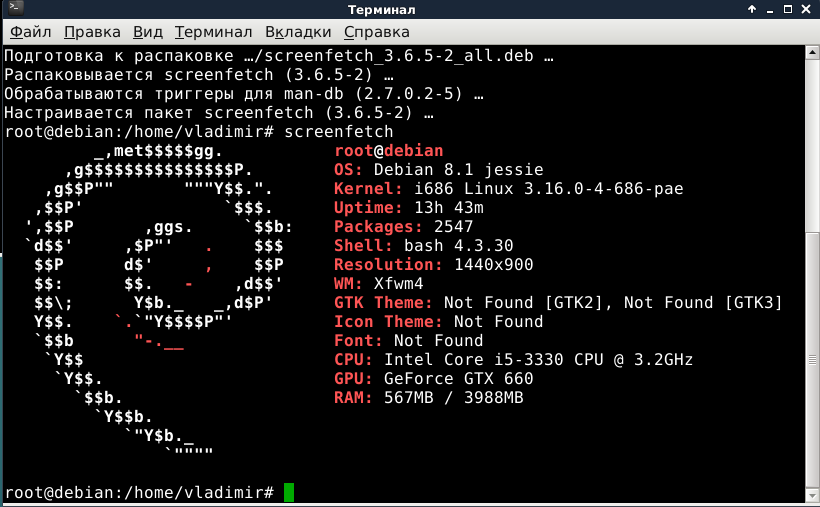 Терминал
Файл Правка Вид Терминал Вкладки Справка
Подготовка к распаковке …/screenfetch_3.6.5-2_all.deb …
Распаковывается screenfetch (3.6.5-2) …
Обрабатываются триггеры для man-db (2.7.0.2-5) …
Настраивается пакет screenfetch (3.6.5-2) …
root@debian:/home/vladimir# screenfetch
         _,met$$$$$gg.           root@debian
      ,g$$$$$$$$$$$$$$$P.        OS: Debian 8.1 jessie
    ,g$$P""       """Y$$.".      Kernel: i686 Linux 3.16.0-4-686-pae
   ,$$P'              `$$$.      Uptime: 13h 43m
  ',$$P       ,ggs.     `$$b:    Packages: 2547
  `d$$'     ,$P"'   .    $$$     Shell: bash 4.3.30
   $$P      d$'     ,    $$P     Resolution: 1440x900
   $$:      $$.   -    ,d$$'     WM: Xfwm4
   $$\;      Y$b._   _,d$P'      GTK Theme: Not Found [GTK2], Not Found [GTK3]
   Y$$.    `.`"Y$$$$P"'          Icon Theme: Not Found
   `$$b      "-.__               Font: Not Found
    `Y$$                         CPU: Intel Core i5-3330 CPU @ 3.2GHz
     `Y$$.                       GPU: GeForce GTX 660
       `$$b.                     RAM: 567MB / 3988MB
         `Y$$b.
            `"Y$b._
                `""""
root@debian:/home/vladimir#